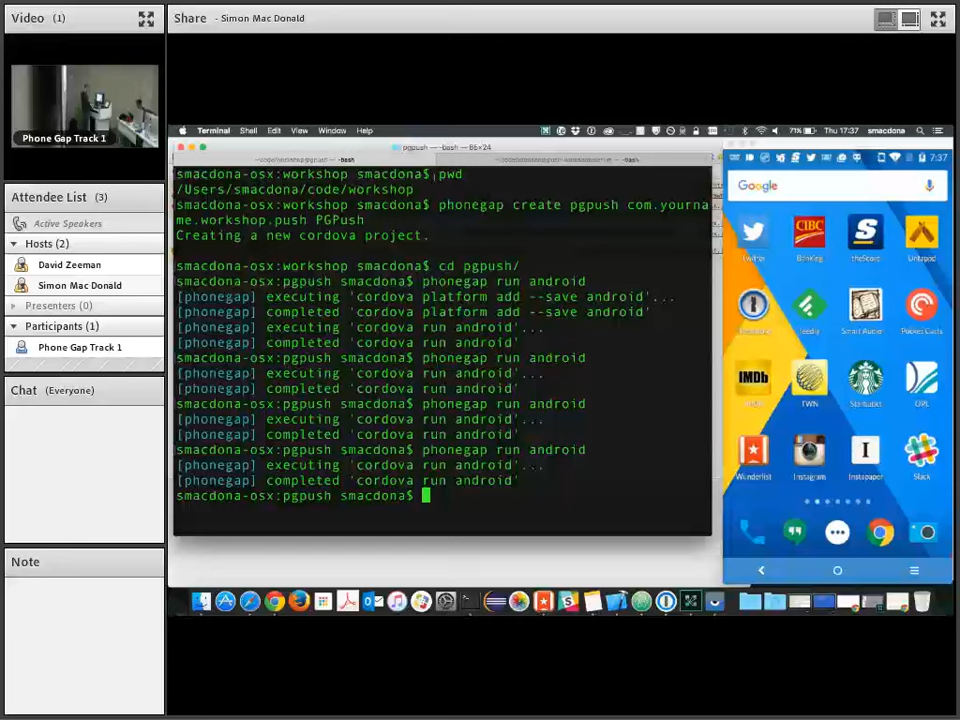 Video (1)
Phone Gap Track 1
Attendee List (3)
Active Speakers
Hosts (2)
David Zeeman
Simon Mac Donald
Presenters (0)
Participants (1)
Phone Gap Track 1
Chat (Everyone)
Note
Share - Simon Mac Donald
Terminal Shell Edit View Window Help
71% Thu 17:37 smacdona
pgpush — -bash — 86×24
smacdona-osx:workshop smacdona$ pwd
/Users/smacdona/code/workshop
smacdona-osx:workshop smacdona$ phonegap create pgpush com.yourna
me.workshop.push PGPush
Creating a new cordova project.
smacdona-osx:workshop smacdona$ cd pgpush/
smacdona-osx:pgpush smacdona$ phonegap run android
[phonegap] executing 'cordova platform add --save android'...
[phonegap] completed 'cordova platform add --save android'
[phonegap] executing 'cordova run android'...
[phonegap] completed 'cordova run android'
smacdona-osx:pgpush smacdona$ phonegap run android
[phonegap] executing 'cordova run android'...
[phonegap] completed 'cordova run android'
smacdona-osx:pgpush smacdona$ phonegap run android
[phonegap] executing 'cordova run android'...
[phonegap] completed 'cordova run android'
smacdona-osx:pgpush smacdona$ phonegap run android
[phonegap] executing 'cordova run android'...
[phonegap] completed 'cordova run android'
smacdona-osx:pgpush smacdona$
7:37
Google
CIBC
Twitter Banking theScore Untappd
feedly Smart Audio Pocket Casts
IMDb
TWN Starbucks OPL
Wunderlist Instagram Instapaper Slack